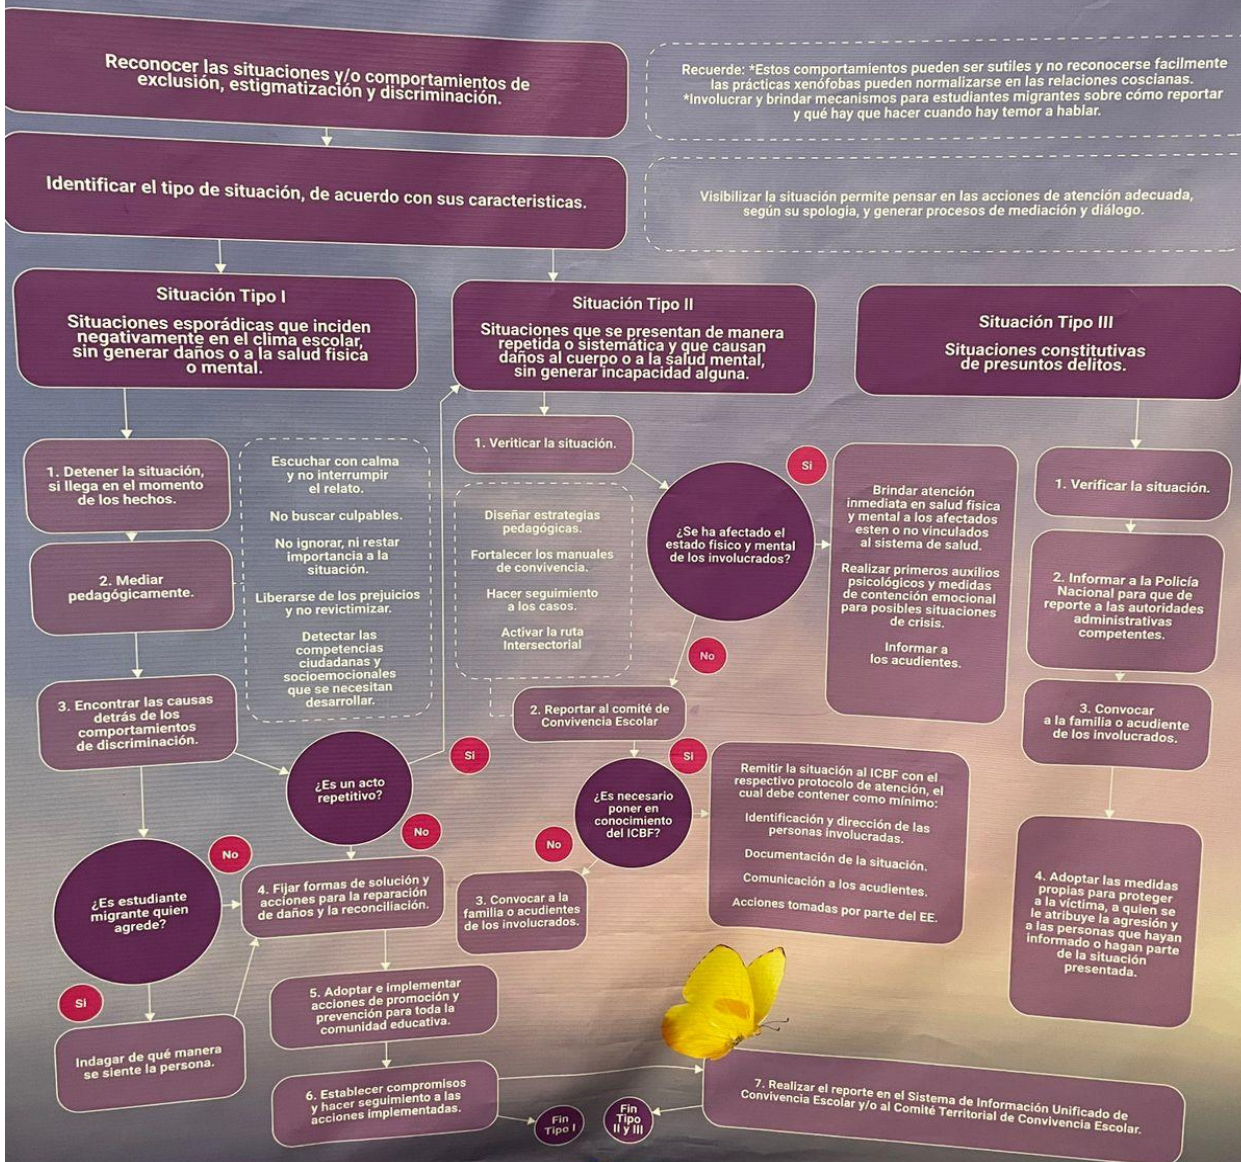 Reconocer las situaciones y/o comportamientos de
exclusión, estigmatización y discriminación.
Recuerde: *Estos comportamientos pueden ser sutiles y no reconocerse facilmente
las prácticas xenófobas pueden normalizarse en las relaciones coscianas.
*Involucrar y brindar mecanismos para estudiantes migrantes sobre cómo reportar
y qué hay que hacer cuando hay temor a hablar.
Identificar el tipo de situación, de acuerdo con sus caracteristicas.
Visibilizar la situación permite pensar en las acciones de atención adecuada,
según su spología, y generar procesos de mediación y diálogo.
Situación Tipo I
Situaciones esporádicas que inciden
negativamente en el clima escolar,
sin generar daños o a la salud fisica
o mental.
1. Detener la situación,
si llega en el momento
de los hechos.
2. Mediar
pedagógicamente.
Escuchar con calma
y no interrumpir
el relato.
No buscar culpables.
No ignorar, ni restar
importancia a la
situación.
Liberarse de los prejuicios
y no revictimizar.
Detectar las
competencias
ciudadanas y
socioemocionales
que se necesitan
desarrollar.
3. Encontrar las causas
detrás de los
comportamientos
de discriminación.
¿Es un acto
repetitivo?
Si
No
¿Es estudiante
migrante quien
agrede?
No
Si
Indagar de qué manera
se siente la persona.
4. Fijar formas de solución y
acciones para la reparación
de daños y la reconciliación.
5. Adoptar e implementar
acciones de promoción y
prevención para toda la
comunidad educativa.
6. Establecer compromisos
y hacer seguimiento a las
acciones implementadas.
Fin
Tipo I
Situación Tipo II
Situaciones que se presentan de manera
repetida o sistemática y que causan
daños al cuerpo o a la salud mental,
sin generar incapacidad alguna.
1. Veriticar la situación.
Diseñar estrategias
pedagógicas.
Fortalecer los manuales
de convivencia.
Hacer seguimiento
a los casos.
Activar la ruta
Intersectorial
¿Se ha afectado el
estado fisico y mental
de los involucrados?
Si
No
Brindar atención
inmediata en salud fisica
y mental a los afectados
esten o no vinculados
al sistema de salud.
Realizar primeros auxilios
psicológicos y medidas
de contención emocional
para posibles situaciones
de crisis.
Informar a
los acudientes.
2. Reportar al comité de
Convivencia Escolar
¿Es necesario
poner en
conocimiento
del ICBF?
Si
No
Remitir la situación al ICBF con el
respectivo protocolo de atención, el
cual debe contener como mínimo:
Identificación y dirección de las
personas involucradas.
Documentación de la situación.
Comunicación a los acudientes.
Acciones tomadas por parte del EE.
3. Convocar a la
familia o acudientes
de los involucrados.
Situación Tipo III
Situaciones constitutivas
de presuntos delitos.
1. Verificar la situación.
2. Informar a la Policía
Nacional para que de
reporte a las autoridades
administrativas
competentes.
3. Convocar
a la familia o acudiente
de los involucrados.
4. Adoptar las medidas
propias para proteger
a la víctima, a quien se
le atribuye la agresión y
a las personas que hayan
informado o hagan parte
de la situación
presentada.
7. Realizar el reporte en el Sistema de Información Unificado de
Convivencia Escolar y/o al Comité Territorial de Convivencia Escolar.
Fin
Tipo
II y III